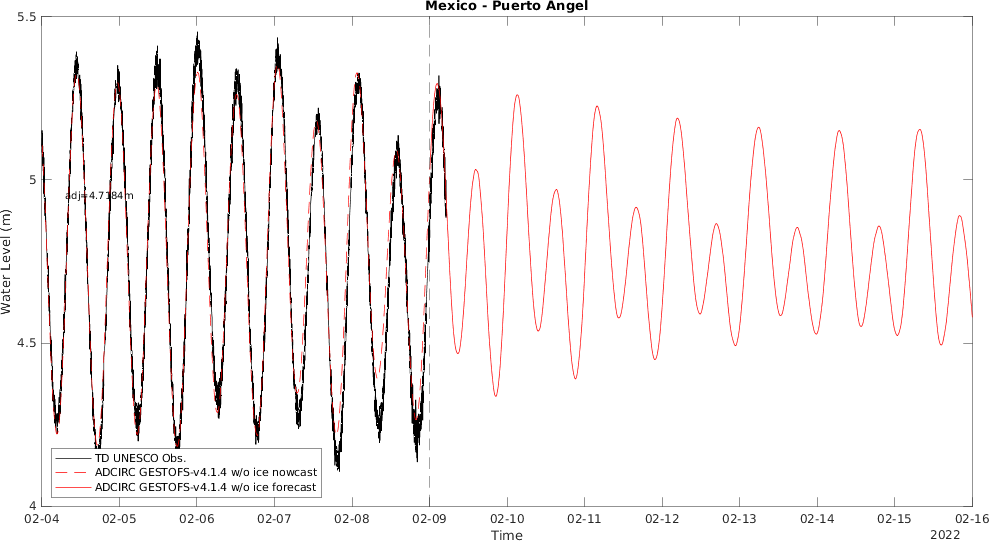 Mexico - Puerto Angel
5.5
5
4.5
4
Water Level (m)
adj=4.7184m
TD UNESCO Obs.
ADCIRC GESTOFS-v4.1.4 w/o ice nowcast
ADCIRC GESTOFS-v4.1.4 w/o ice forecast
02-04 02-05 02-06 02-07 02-08 02-09 02-10 02-11 02-12 02-13 02-14 02-15 02-16
Time
2022